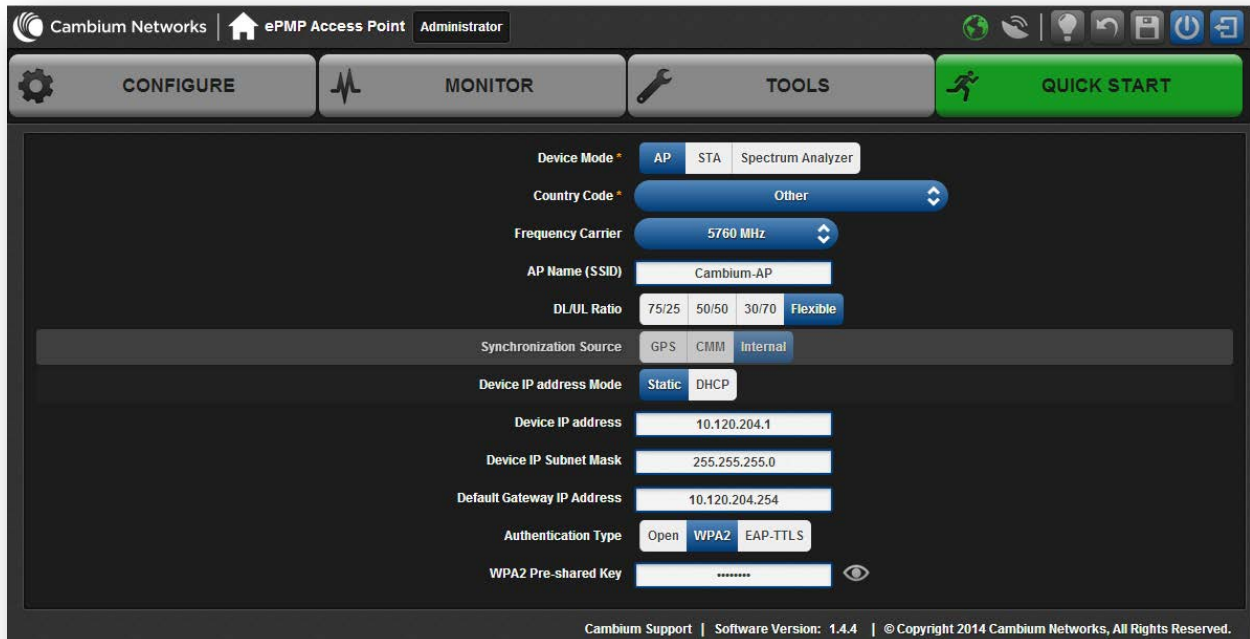 Cambium Networks | ePMP Access Point Administrator
CONFIGURE MONITOR TOOLS QUICK START
Device Mode * AP STA Spectrum Analyzer
Country Code * Other
Frequency Carrier 5760 MHz
AP Name (SSID) Cambium-AP
DL/UL Ratio 75/25 50/50 30/70 Flexible
Synchronization Source GPS CMM Internal
Device IP address Mode Static DHCP
Device IP address 10.120.204.1
Device IP Subnet Mask 255.255.255.0
Default Gateway IP Address 10.120.204.254
Authentication Type Open WPA2 EAP-TTLS
WPA2 Pre-shared Key ••••••••
Cambium Support | Software Version: 1.4.4 | © Copyright 2014 Cambium Networks, All Rights Reserved.